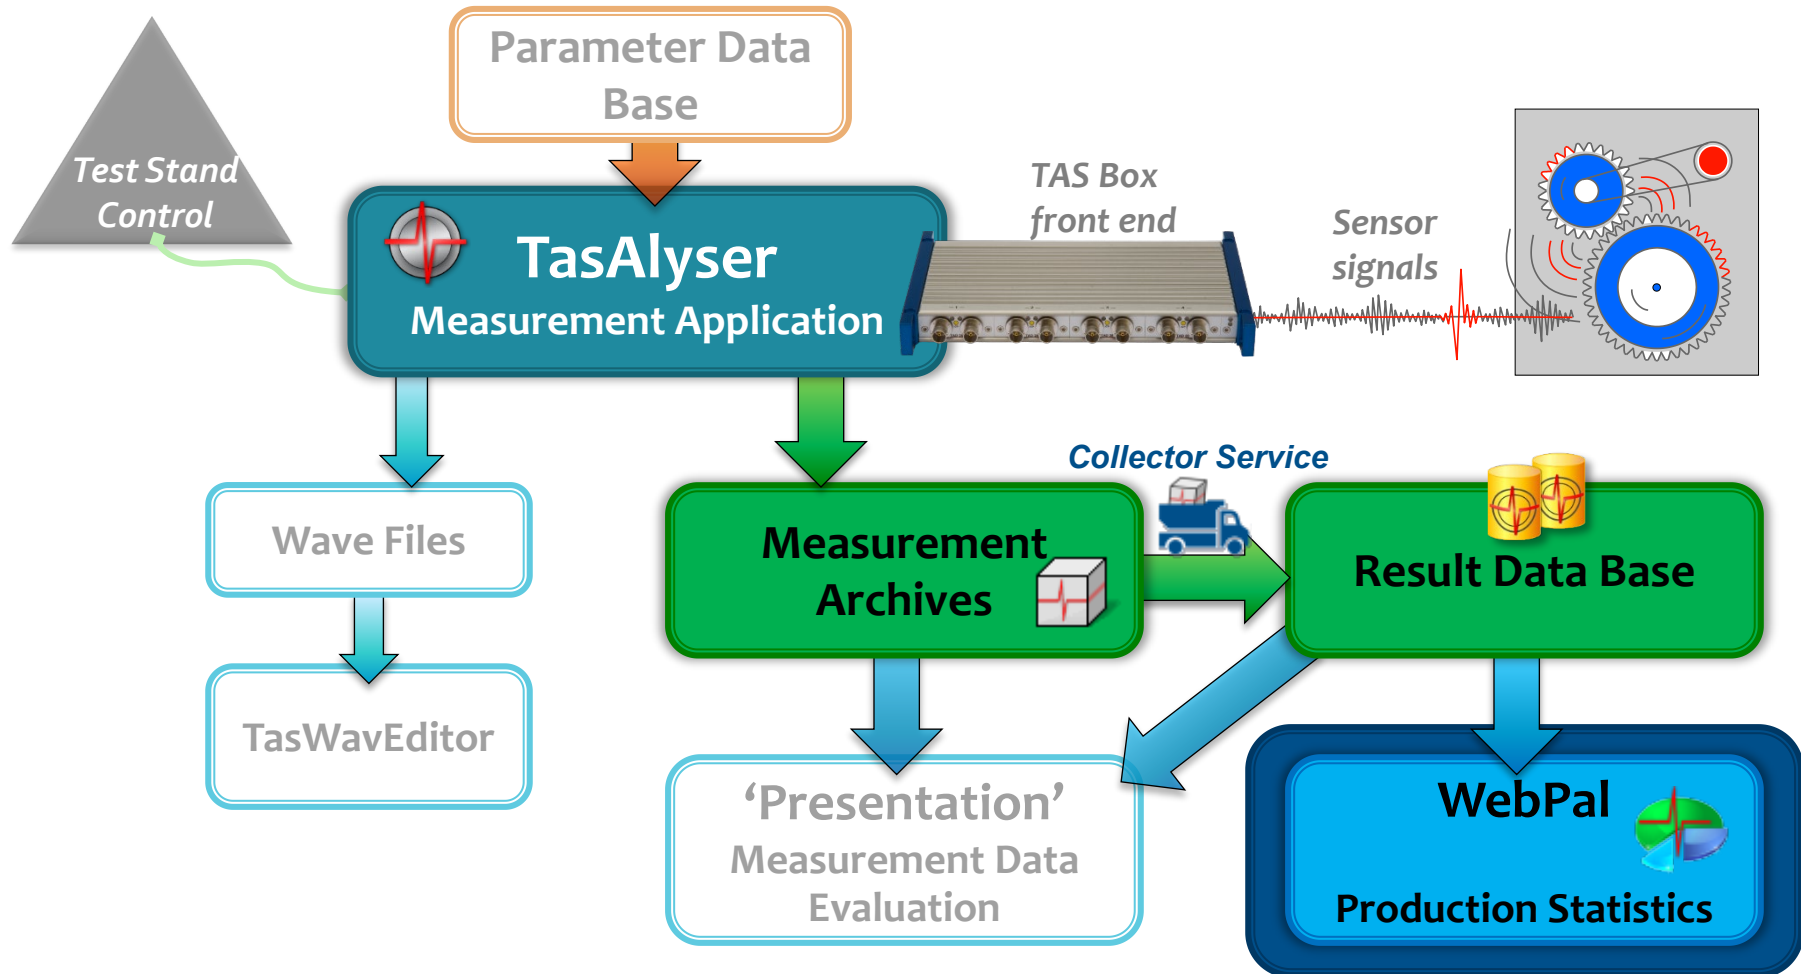 Parameter Data
Base
Test Stand
Control
TasAlyser
Measurement Application
TAS Box
front end
Sensor
signals
Collector Service
Wave Files
Measurement
Archives
Result Data Base
TasWavEditor
‘Presentation’
Measurement Data
Evaluation
WebPal
Production Statistics